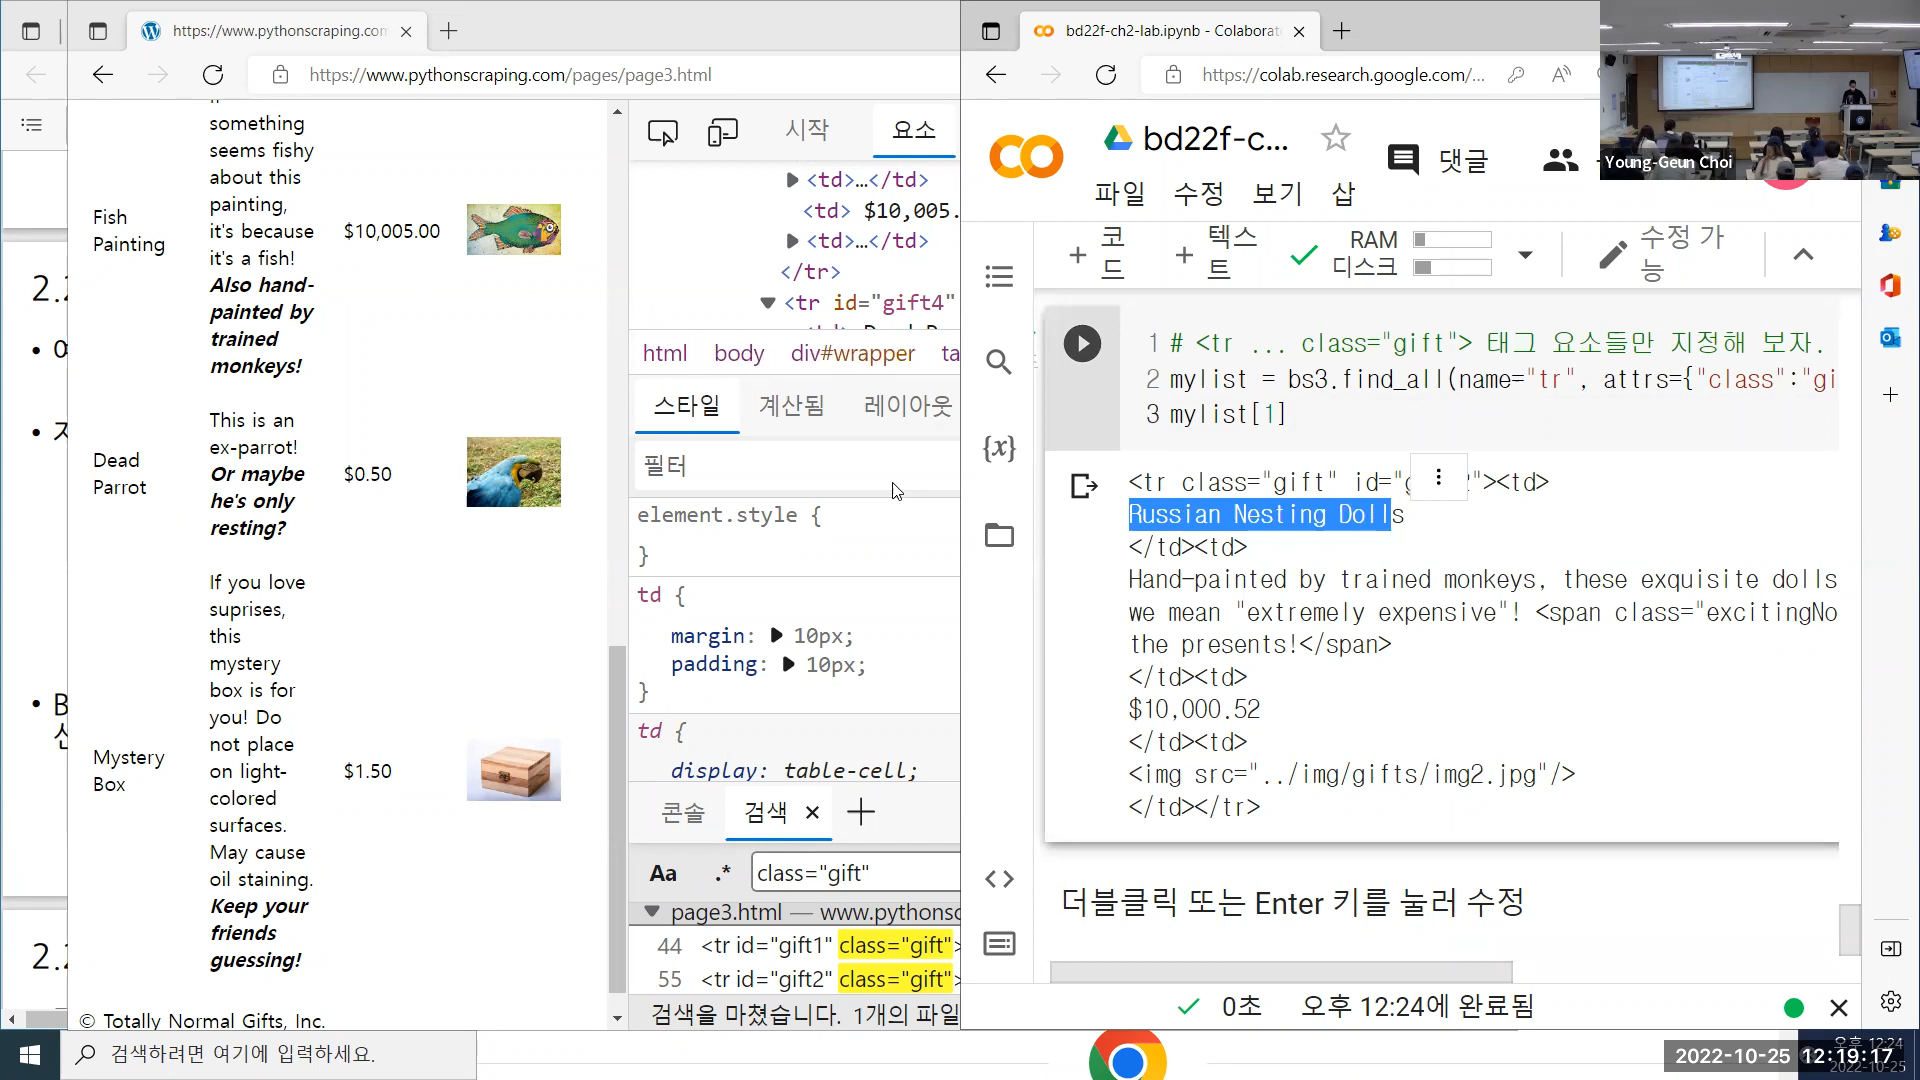 https://www.pythonscraping.com
https://www.pythonscraping.com/pages/page3.html
something
seems fishy
about this
painting,
it's because
it's a fish!
Also hand-
painted by
trained
monkeys!
Fish
Painting
$10,005.00
This is an
ex-parrot!
Or maybe
he's only
resting?
Dead
Parrot
$0.50
If you love
suprises,
this
mystery
box is for
you! Do
not place
on light-
colored
surfaces.
May cause
oil staining.
Keep your
friends
guessing!
Mystery
Box
$1.50
© Totally Normal Gifts, Inc.
시작
요소
<td>…</td>
<td> $10,005.
<td>…</td>
</tr>
<tr id="gift4"
html body div#wrapper ta
스타일 계산됨 레이아웃
필터
element.style {
}
td {
margin: 10px;
padding: 10px;
}
td {
display: table-cell;
콘솔 검색
Aa .* class="gift"
page3.html — www.pythonsc
44 <tr id="gift1" class="gift">
55 <tr id="gift2" class="gift">
검색을 마쳤습니다. 1개의 파일
bd22f-ch2-lab.ipynb - Colaborat
https://colab.research.google.com/...
bd22f-c...
댓글
파일 수정 보기 삽
+ 코드
+ 텍스트
RAM
디스크
수정 가능
1 # <tr ... class="gift"> 태그 요소들만 지정해 보자.
2 mylist = bs3.find_all(name="tr", attrs={"class":"gi
3 mylist[1]
<tr class="gift" id="g 2"><td>
Russian Nesting Dolls
</td><td>
Hand-painted by trained monkeys, these exquisite dolls
we mean "extremely expensive"! <span class="excitingNo
the presents!</span>
</td><td>
$10,000.52
</td><td>
<img src="../img/gifts/img2.jpg"/>
</td></tr>
더블클릭 또는 Enter 키를 눌러 수정
0초 오후 12:24에 완료됨
Young-Geun Choi
검색하려면 여기에 입력하세요.
오후 12:24
2022-10-25
2022-10-25 12:19:17